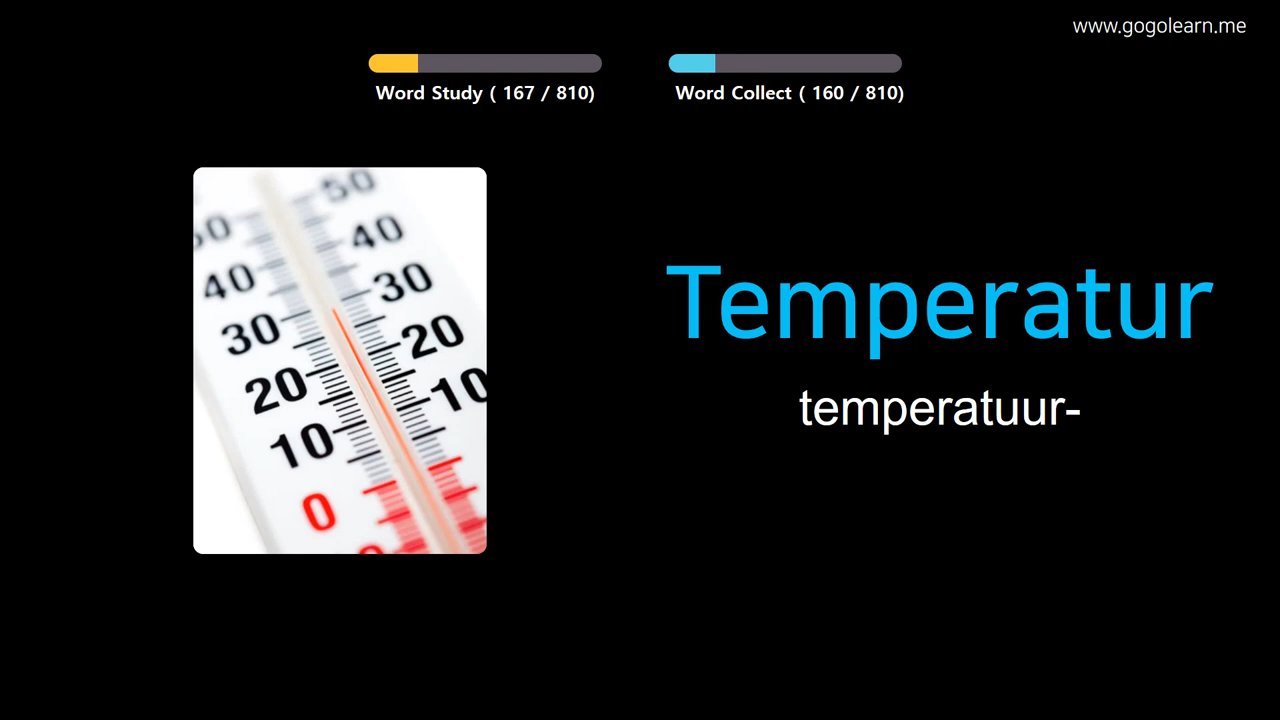 www.gogolearn.me
Word Study ( 167 / 810)
Word Collect ( 160 / 810)
50
40
40
30
30
20
20
10
10
0
Temperatur
temperatuur-